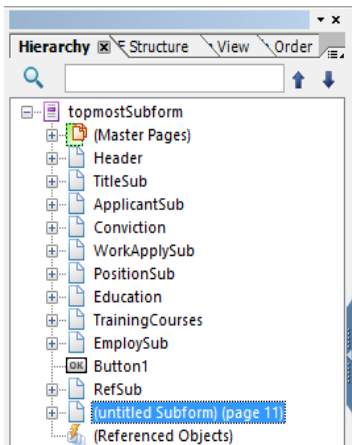 Hierarchy Structure View Order
topmostSubform
(Master Pages)
Header
TitleSub
ApplicantSub
Conviction
WorkApplySub
PositionSub
Education
TrainingCourses
EmploySub
OK Button1
RefSub
(untitled Subform) (page 11)
(Referenced Objects)